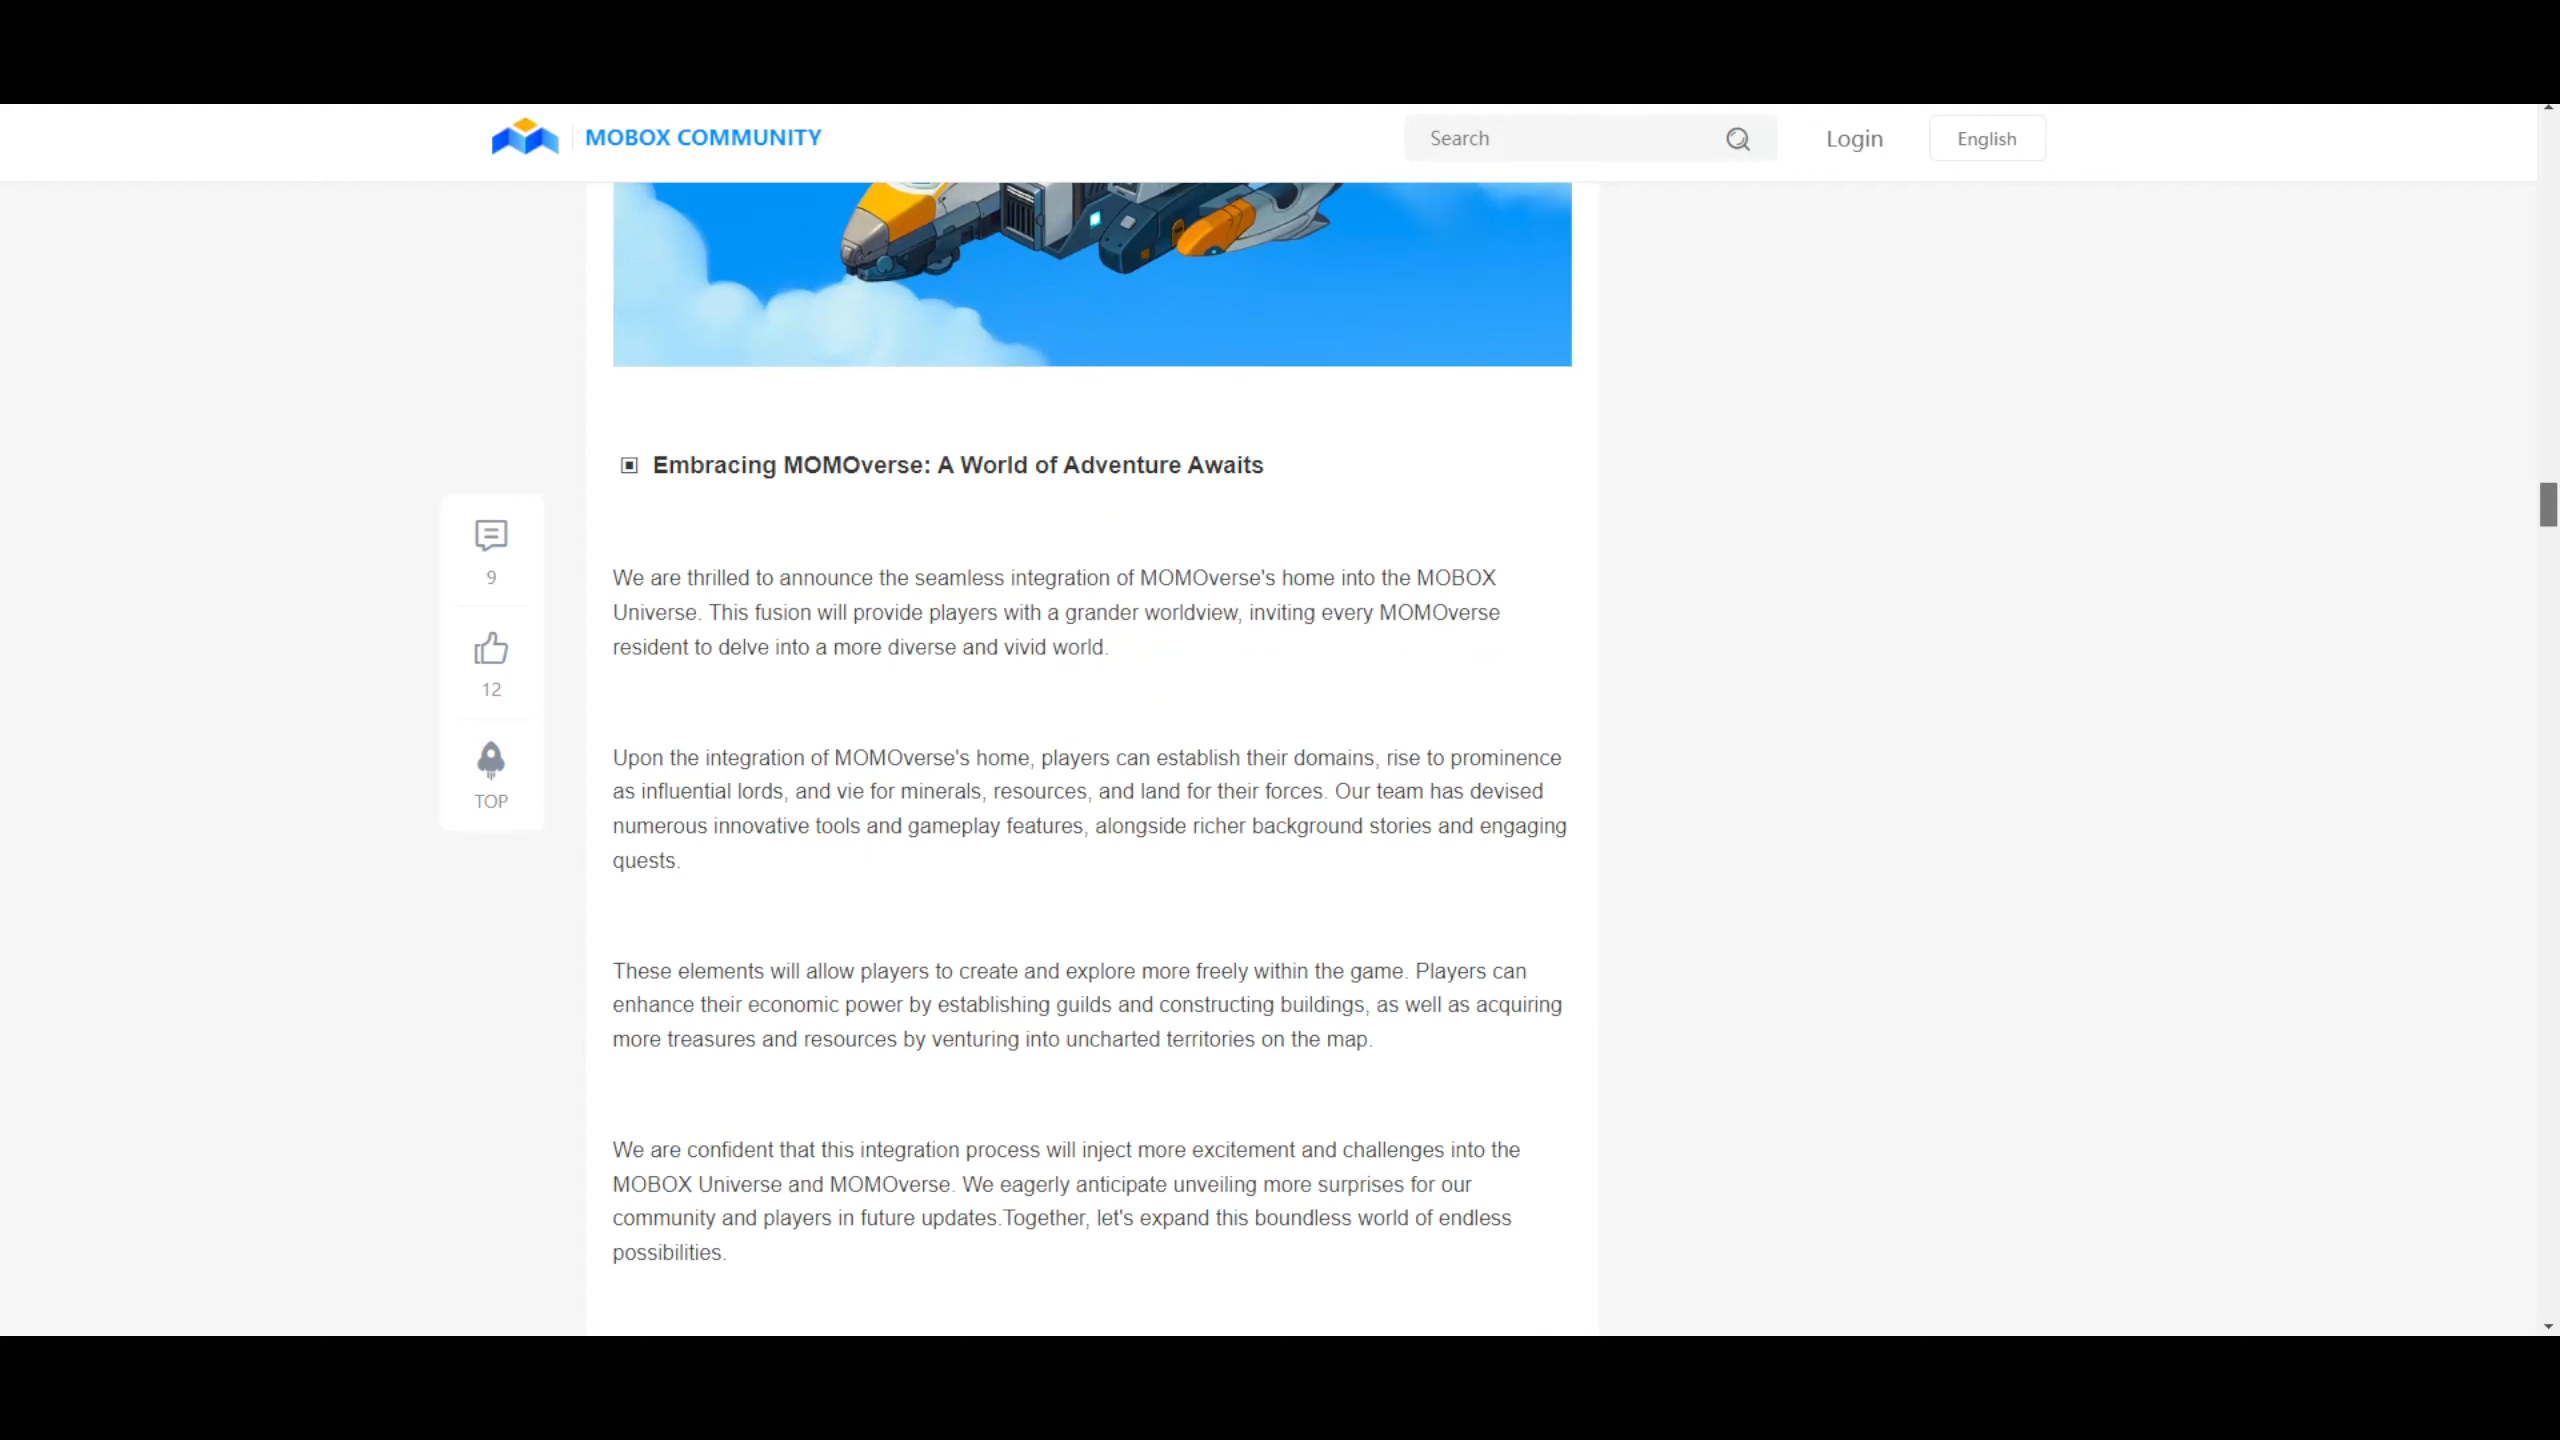 MOBOX COMMUNITY
Search
Login
English
Embracing MOMOverse: A World of Adventure Awaits
We are thrilled to announce the seamless integration of MOMOverse's home into the MOBOX
Universe. This fusion will provide players with a grander worldview, inviting every MOMOverse
resident to delve into a more diverse and vivid world.
9
12
TOP
Upon the integration of MOMOverse's home, players can establish their domains, rise to prominence
as influential lords, and vie for minerals, resources, and land for their forces. Our team has devised
numerous innovative tools and gameplay features, alongside richer background stories and engaging
quests.
These elements will allow players to create and explore more freely within the game. Players can
enhance their economic power by establishing guilds and constructing buildings, as well as acquiring
more treasures and resources by venturing into uncharted territories on the map.
We are confident that this integration process will inject more excitement and challenges into the
MOBOX Universe and MOMOverse. We eagerly anticipate unveiling more surprises for our
community and players in future updates.Together, let's expand this boundless world of endless
possibilities.